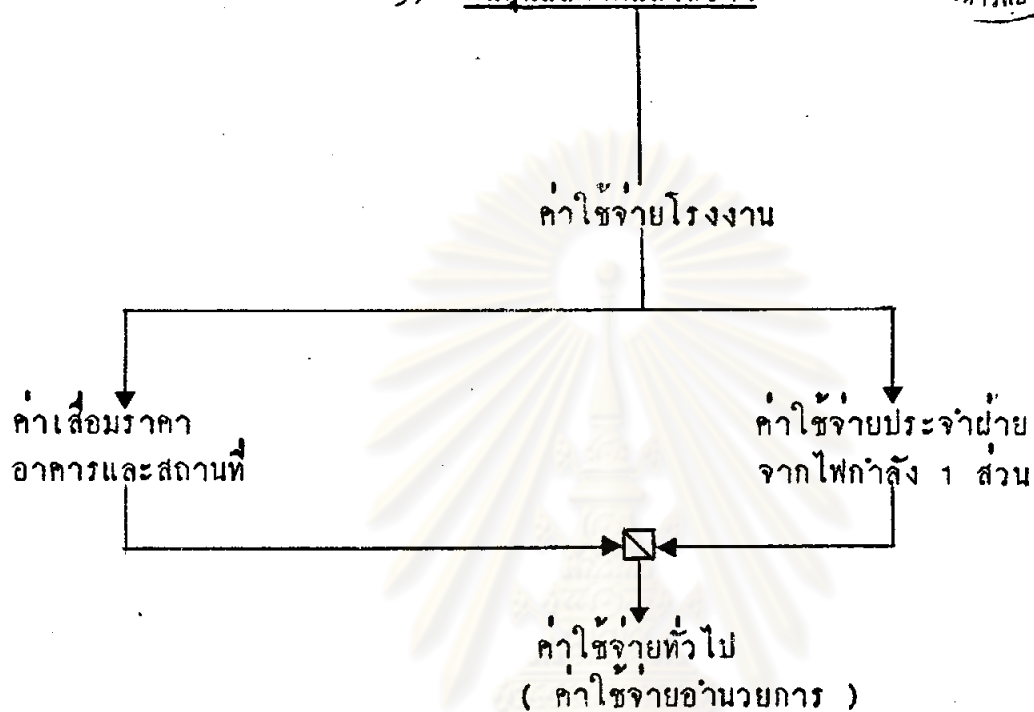 ค่าใช้จ่ายโรงงาน
ค่าเสื่อมราคา
อาคารและสถานที่
ค่าใช้จ่ายประจำฝ่าย
จากไฟกำลัง 1 ส่วน
ค่าใช้จ่ายทั่วไป
( ค่าใช้จ่ายอำนวยการ )